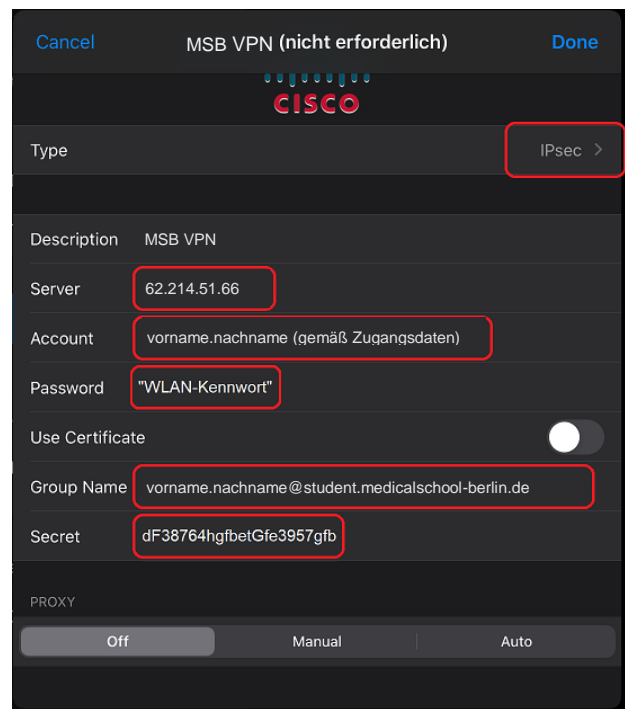 Cancel MSB VPN (nicht erforderlich) Done
CISCO
Type IPsec
Description MSB VPN
Server 62.214.51.66
Account vorname.nachname (gemäß Zugangsdaten)
Password "WLAN-Kennwort"
Use Certificate
Group Name vorname.nachname@student.medicalschool-berlin.de
Secret dF38764hgfbetGfe3957gfb
PROXY
Off Manual Auto